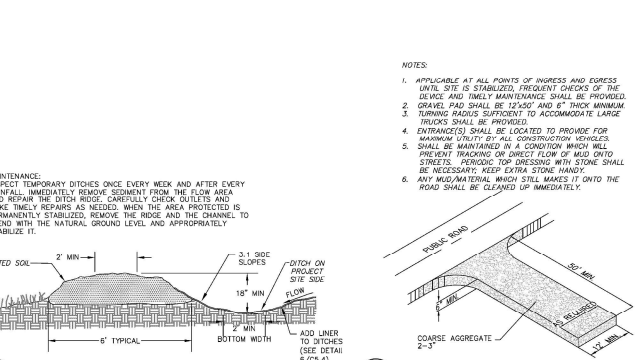 NOTES:
1. APPLICABLE AT ALL POINTS OF INGRESS AND EGRESS
UNTIL SITE IS STABILIZED, FREQUENT CHECKS OF THE
DEVICE AND TIMELY MAINTENANCE SHALL BE PROVIDED.
2. GRAVEL PAD SHALL BE 12'x50' AND 6" THICK MINIMUM.
3. TURNING RADIUS SUFFICIENT TO ACCOMMODATE LARGE
TRUCKS SHALL BE PROVIDED.
4. ENTRANCE(S) SHALL BE LOCATED TO PROVIDE FOR
MAXIMUM UTILITY BY ALL CONSTRUCTION VEHICLES.
5. SHALL BE MAINTAINED IN A CONDITION WHICH WILL
PREVENT TRACKING OR DIRECT FLOW OF MUD ONTO
STREETS. PERIODIC TOP DRESSING WITH STONE SHALL
BE NECESSARY; KEEP EXTRA STONE HANDY.
6. ANY MUD/MATERIAL WHICH STILL MAKES IT ONTO THE
ROAD SHALL BE CLEANED UP IMMEDIATELY.
INTENANCE:
PECT TEMPORARY DITCHES ONCE EVERY WEEK AND AFTER EVERY
NFALL. IMMEDIATELY REMOVE SEDIMENT FROM THE FLOW AREA
D REPAIR THE DITCH RIDGE. CAREFULLY CHECK OUTLETS AND
KE TIMELY REPAIRS AS NEEDED. WHEN THE AREA PROTECTED IS
RMANENTLY STABILIZED, REMOVE THE RIDGE AND THE CHANNEL TO
END WITH THE NATURAL GROUND LEVEL AND APPROPRIATELY
ABILIZE IT.
TED SOIL
2' MIN
3:1 SIDE
SLOPES
DITCH ON
PROJECT
SITE SIDE
18" MIN
FLOW
6' TYPICAL
2' MIN
BOTTOM WIDTH
ADD LINER
TO DITCHES
(SEE DETAIL
6/C5.4)
PUBLIC ROAD
6" MIN
50' MIN
AS REQUIRED
COARSE AGGREGATE
2-3"
12' MIN